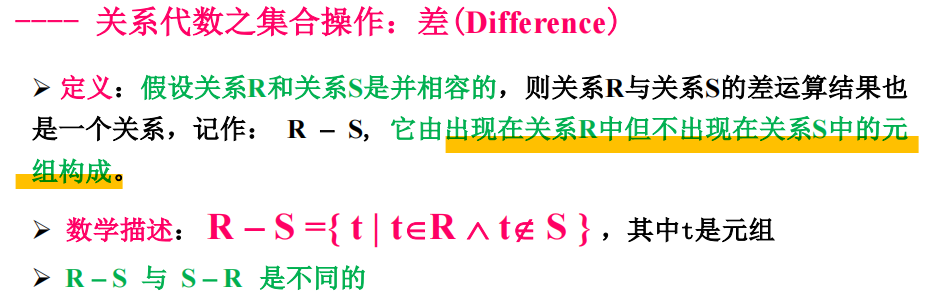 ---- 关系代数之集合操作：差(Difference)
➢ 定义：假设关系R和关系S是并相容的，则关系R与关系S的差运算结果也
是一个关系，记作： R – S, 它由出现在关系R中但不出现在关系S中的元
组构成。
➢ 数学描述： R – S ={ t | t∈R ∧ t∉ S } ，其中t是元组
➢ R – S 与 S – R 是不同的